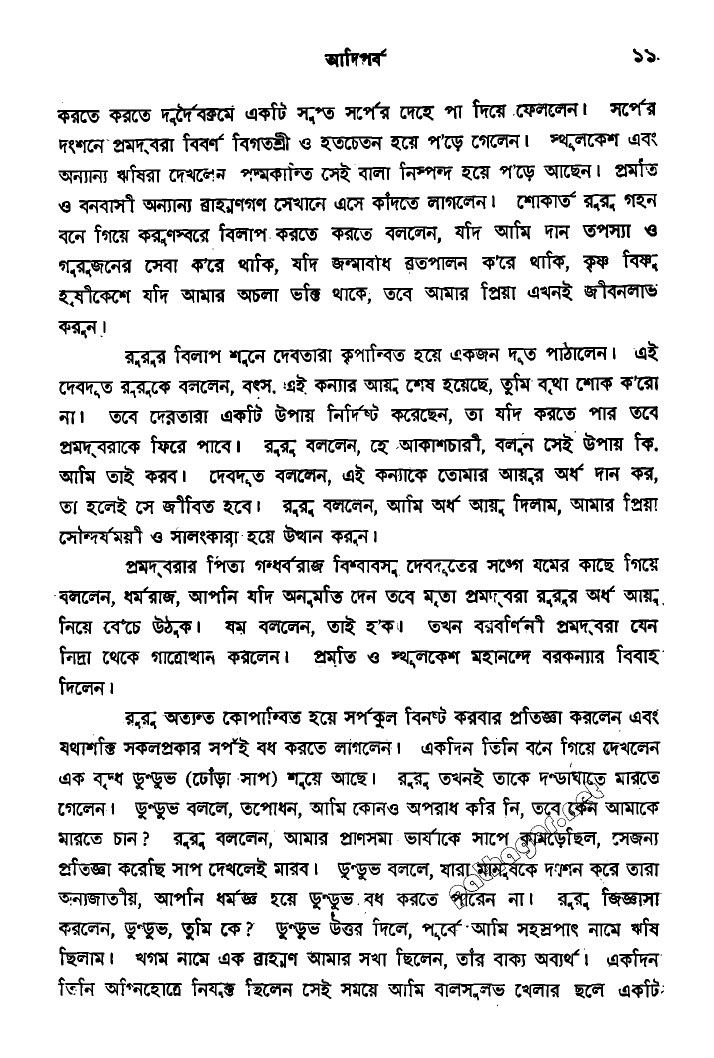 আদিপর্ব ১১
করতে করতে দুর্দৈবক্রমে একটি সুপ্ত সর্পের দেহে পা দিয়ে ফেললেন। সর্পের
দংশনে প্রমদ্‌বরা বিবর্ণ বিগতশ্রী ও হতচেতন হয়ে প'ড়ে গেলেন। স্থূলকেশ এবং
অন্যান্য ঋষিরা দেখলেন পদ্মকান্তি সেই বালা নিস্পন্দ হয়ে প'ড়ে আছেন। প্রমতি
ও বনবাসী অন্যান্য ব্রাহ্মণগণ সেখানে এসে কাঁদতে লাগলেন। শোকার্ত রুরু গহন
বনে গিয়ে করুণস্বরে বিলাপ করতে করতে বললেন, যদি আমি দান তপস্যা ও
গুরুজনের সেবা ক'রে থাকি, যদি জন্মাবধি ব্রতপালন ক'রে থাকি, কৃষ্ণ বিষ্ণু
হৃষীকেশে যদি আমার অচলা ভক্তি থাকে, তবে আমার প্রিয়া এখনই জীবনলাভ
করুন।
রুরুর বিলাপ শুনে দেবতারা কৃপান্বিত হয়ে একজন দূত পাঠালেন। এই
দেবদূত রুরুকে বললেন, বৎস, এই কন্যার আয়ু শেষ হয়েছে, তুমি বৃথা শোক ক'রো
না। তবে দেবতারা একটি উপায় নির্দিষ্ট করেছেন, তা যদি করতে পার তবে
প্রমদ্‌বরাকে ফিরে পাবে। রুরু বললেন, হে আকাশচারী, বলুন সেই উপায় কি,
আমি তাই করব। দেবদূত বললেন, এই কন্যাকে তোমার আয়ুর অর্ধ দান কর,
তা হলেই সে জীবিত হবে। রুরু বললেন, আমি অর্ধ আয়ু দিলাম, আমার প্রিয়া
সৌন্দর্যময়ী ও সালংকারা হয়ে উত্থান করুন।
প্রমদ্‌বরার পিতা গন্ধর্বরাজ বিশ্বাবসু দেবদূতের সঙ্গে যমের কাছে গিয়ে
বললেন, ধর্মরাজ, আপনি যদি অনুমতি দেন তবে মৃতা প্রমদ্‌বরা রুরুর অর্ধ আয়ু
নিয়ে বেঁচে উঠুক। যম বললেন, তাই হ'ক। তখন বরবর্ণিনী প্রমদ্‌বরা যেন
নিদ্রা থেকে গাত্রোত্থান করলেন। প্রমতি ও স্থূলকেশ মহানন্দে বরকন্যার বিবাহ
দিলেন।
রুরু অত্যন্ত কোপান্বিত হয়ে সর্পকুল বিনষ্ট করবার প্রতিজ্ঞা করলেন এবং
যথাশক্তি সকলপ্রকার সর্পই বধ করতে লাগলেন। একদিন তিনি বনে গিয়ে দেখলেন
এক বৃদ্ধ ডুণ্ডুভ (ঢোঁড়া সাপ) শুয়ে আছে। রুরু তখনই তাকে দণ্ডাঘাতে মারতে
গেলেন। ডুণ্ডুভ বললে, তপোধন, আমি কোনও অপরাধ করি নি, তবে কেন আমাকে
মারতে চান? রুরু বললেন, আমার প্রাণসমা ভার্যাকে সাপে কামড়েছিল, সেজন্য
প্রতিজ্ঞা করেছি সাপ দেখলেই মারব। ডুণ্ডুভ বললে, যারা মানুষকে দংশন করে তারা
অন্যজাতীয়, আপনি ধর্মজ্ঞ হয়ে ডুণ্ডুভ বধ করতে পারেন না। রুরু জিজ্ঞাসা
করলেন, ডুণ্ডুভ, তুমি কে? ডুণ্ডুভ উত্তর দিলে, পূর্বে আমি সহস্রপাৎ নামে ঋষি
ছিলাম। খগম নামে এক ব্রাহ্মণ আমার সখা ছিলেন, তাঁর বাক্য অব্যর্থ। একদিন
তিনি অগ্নিহোত্রে নিযুক্ত ছিলেন সেই সময়ে আমি বালসুলভ খেলার ছলে একটি
pathagar.net